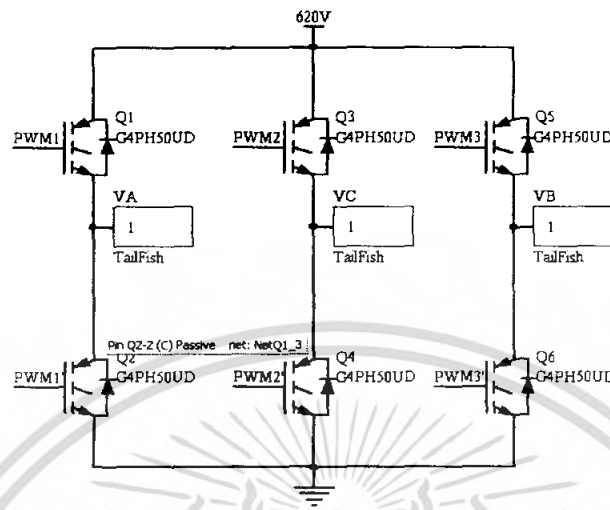 620V
Q1 Q3 Q5
PWM1 G4PH50UD PWM2 G4PH50UD PWM3 G4PH50UD
VA VC VB
1 1 1
TailFish TailFish TailFish
Pin Q2-2 (C) Passive net: NetQ1_3
Q2 Q4 Q6
PWM1' G4PH50UD PWM2' G4PH50UD PWM3' G4PH50UD